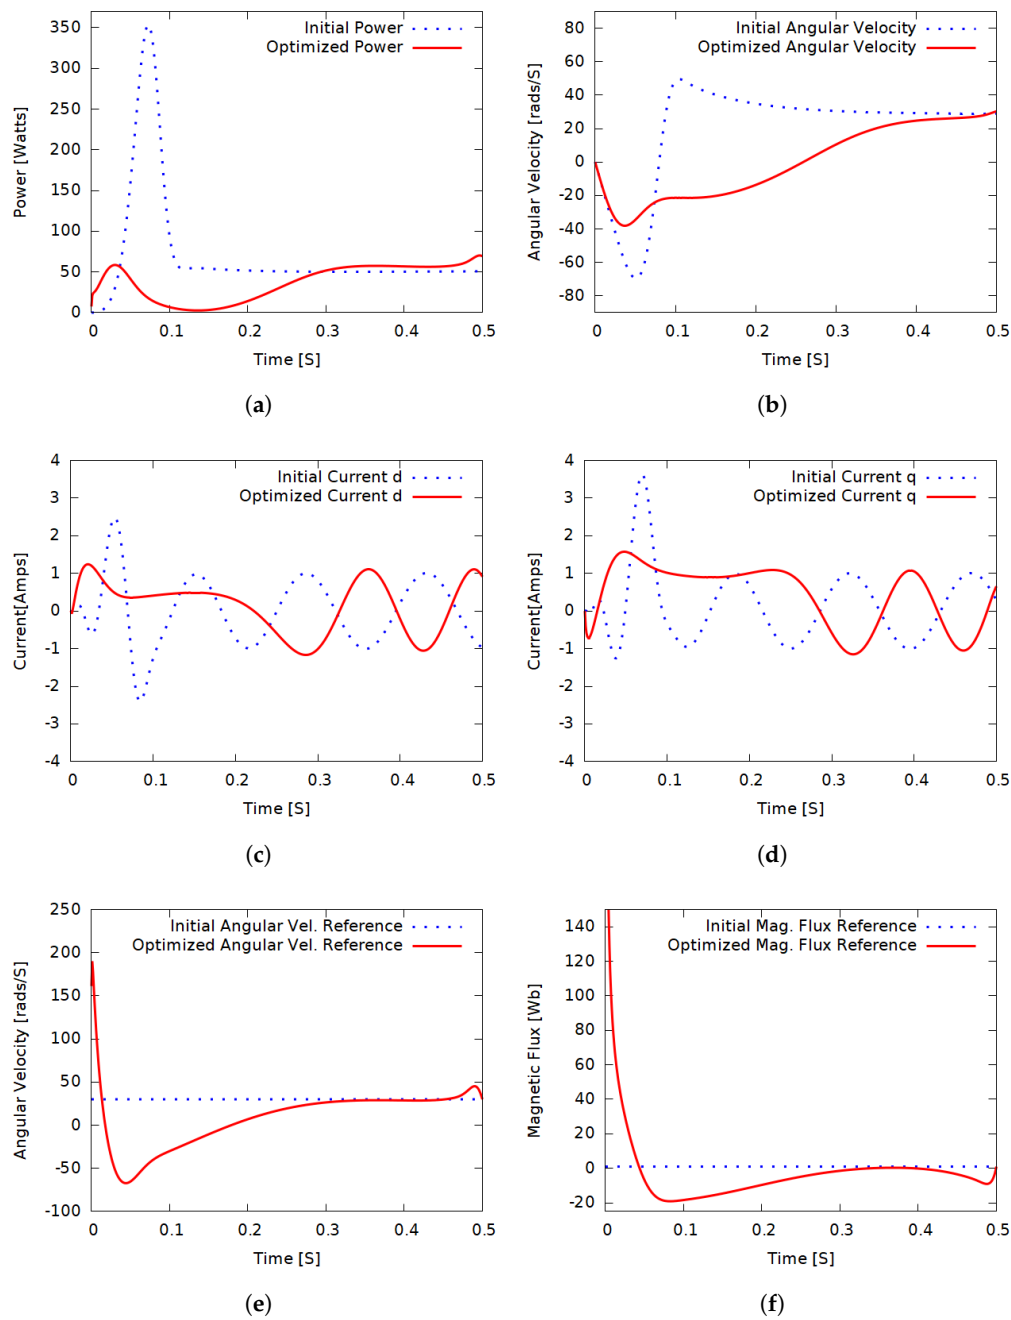 Initial Power
Optimized Power
350
300
250
200
150
100
50
0
Power [Watts]
0 0.1 0.2 0.3 0.4 0.5
Time [S]
(a)
Initial Angular Velocity
Optimized Angular Velocity
80
60
40
20
0
-20
-40
-60
-80
Angular Velocity [rads/S]
0 0.1 0.2 0.3 0.4 0.5
Time [S]
(b)
Initial Current d
Optimized Current d
4
3
2
1
0
-1
-2
-3
-4
Current[Amps]
0 0.1 0.2 0.3 0.4 0.5
Time [S]
(c)
Initial Current q
Optimized Current q
4
3
2
1
0
-1
-2
-3
-4
Current[Amps]
0 0.1 0.2 0.3 0.4 0.5
Time [S]
(d)
Initial Angular Vel. Reference
Optimized Angular Vel. Reference
250
200
150
100
50
0
-50
-100
Angular Velocity [rads/S]
0 0.1 0.2 0.3 0.4 0.5
Time [S]
(e)
Initial Mag. Flux Reference
Optimized Mag. Flux Reference
140
120
100
80
60
40
20
0
-20
Magnetic Flux [Wb]
0 0.1 0.2 0.3 0.4 0.5
Time [S]
(f)